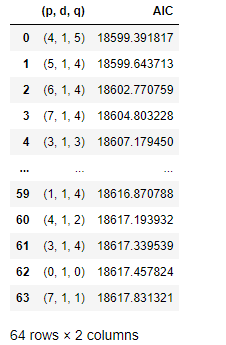 (p, d, q) AIC
0 (4, 1, 5) 18599.391817
1 (5, 1, 4) 18599.643713
2 (6, 1, 4) 18602.770759
3 (7, 1, 4) 18604.803228
4 (3, 1, 3) 18607.179450
... ... ...
59 (1, 1, 4) 18616.870788
60 (4, 1, 2) 18617.193932
61 (3, 1, 4) 18617.339539
62 (0, 1, 0) 18617.457824
63 (7, 1, 1) 18617.831321
64 rows × 2 columns